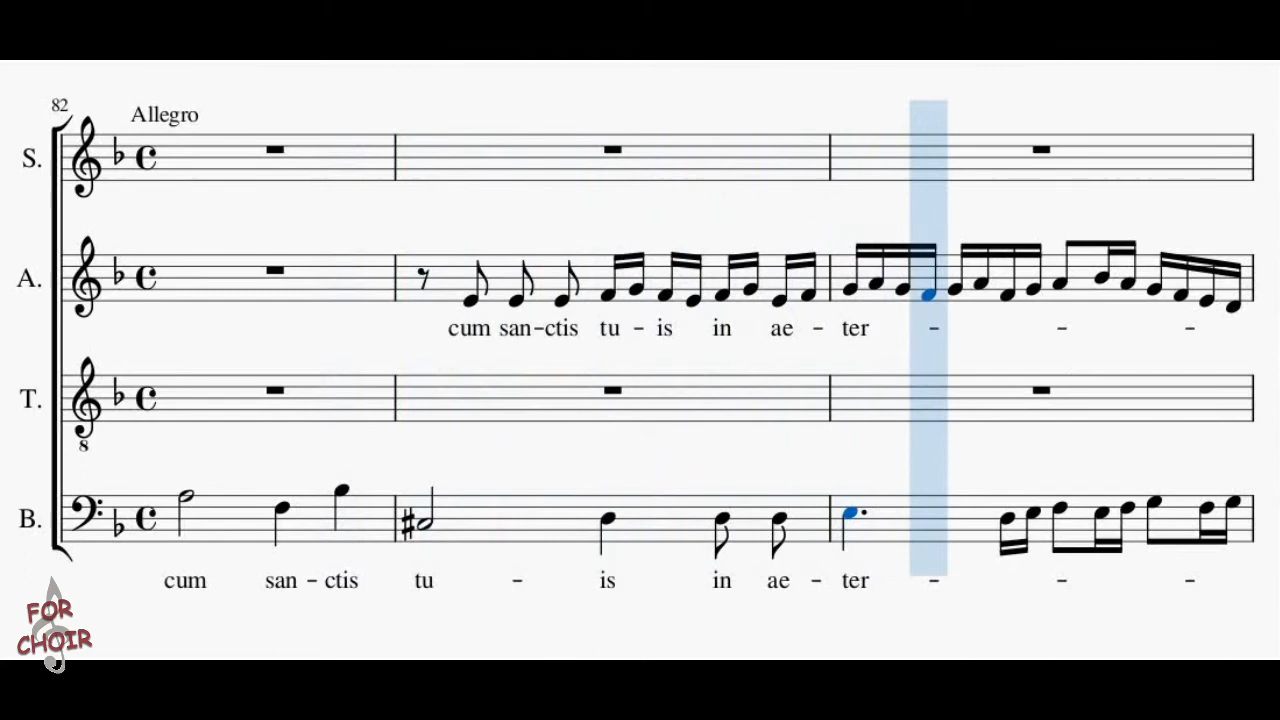 82
Allegro
S.
A.
cum san–ctis tu – is in ae – ter – – –
T.
8
B.
cum san – ctis tu – is in ae – ter – – –
FOR
CHOIR